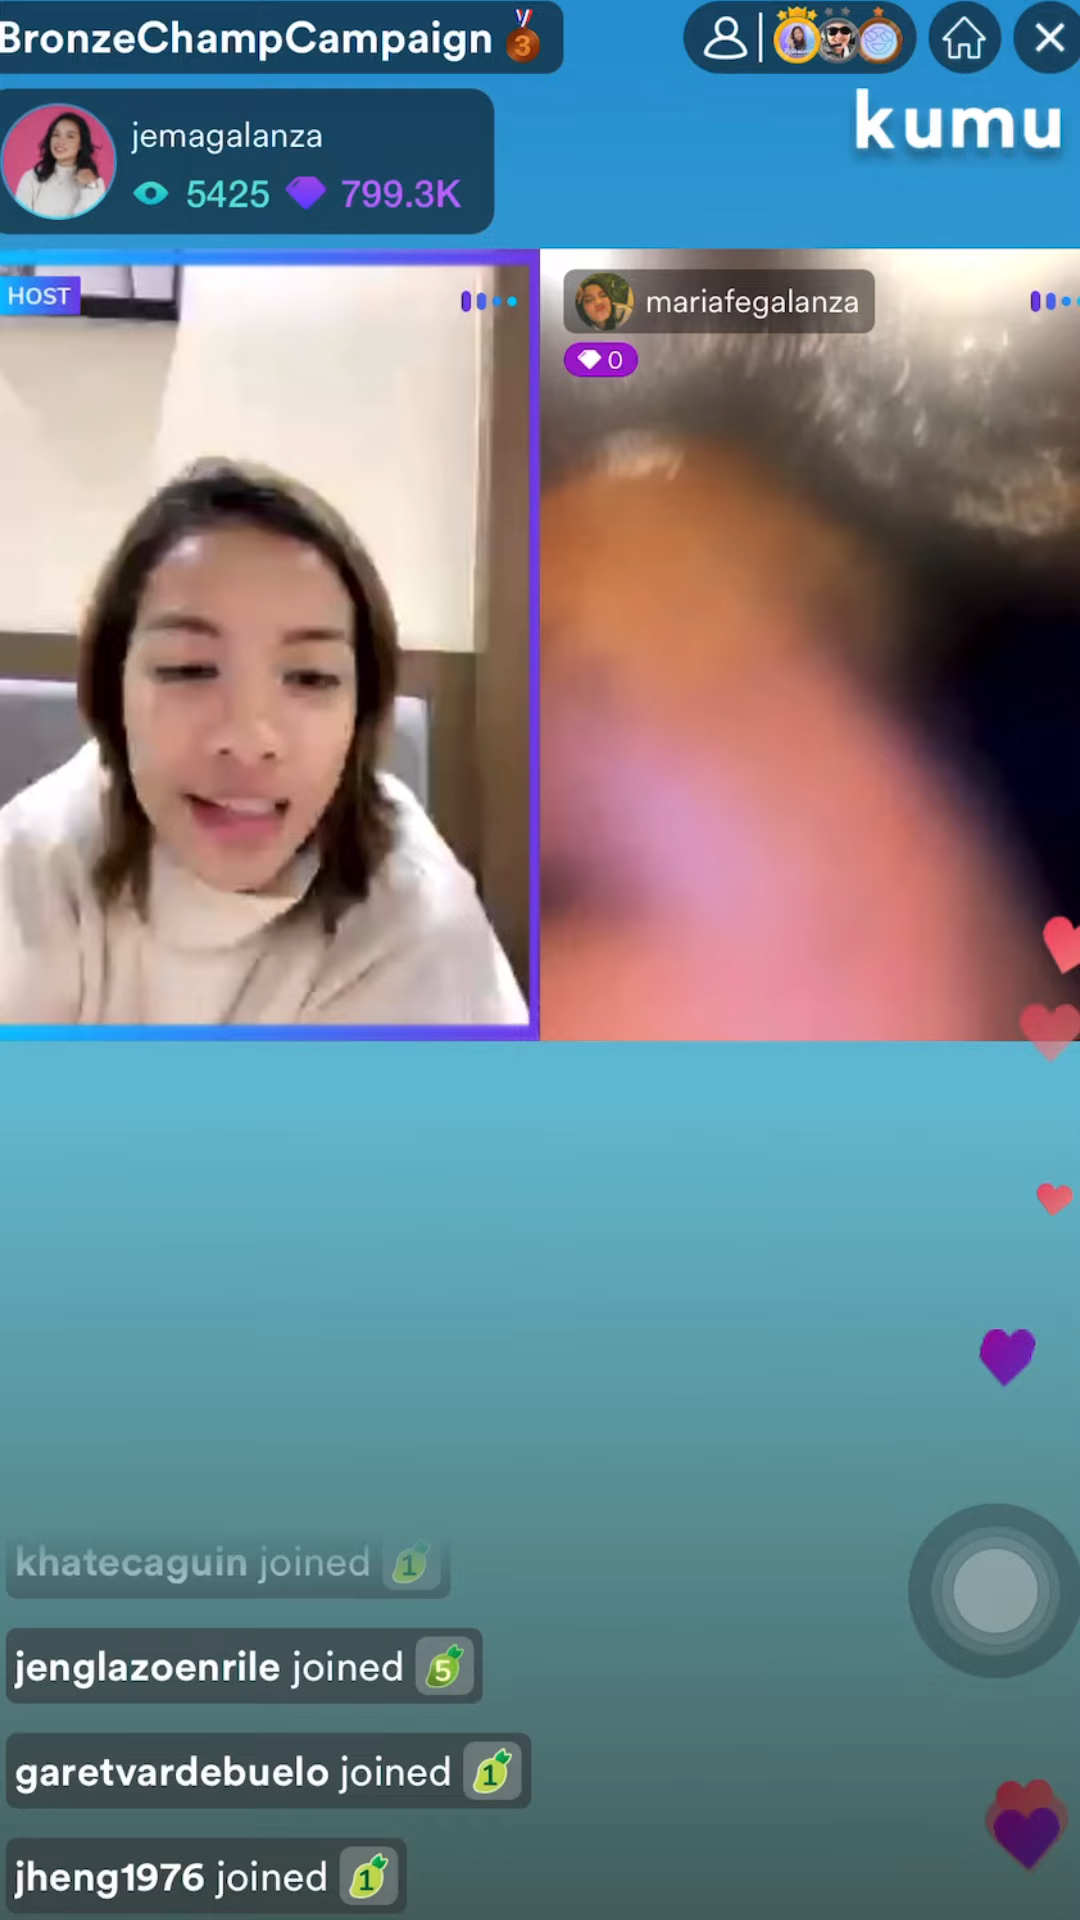 BronzeChampCampaign
3
jemagalanza
5425 799.3K
kumu
HOST
mariafegalanza
0
khatecaguin joined 1
jenglazoenrile joined 5
garetvardebuelo joined 1
jheng1976 joined 1